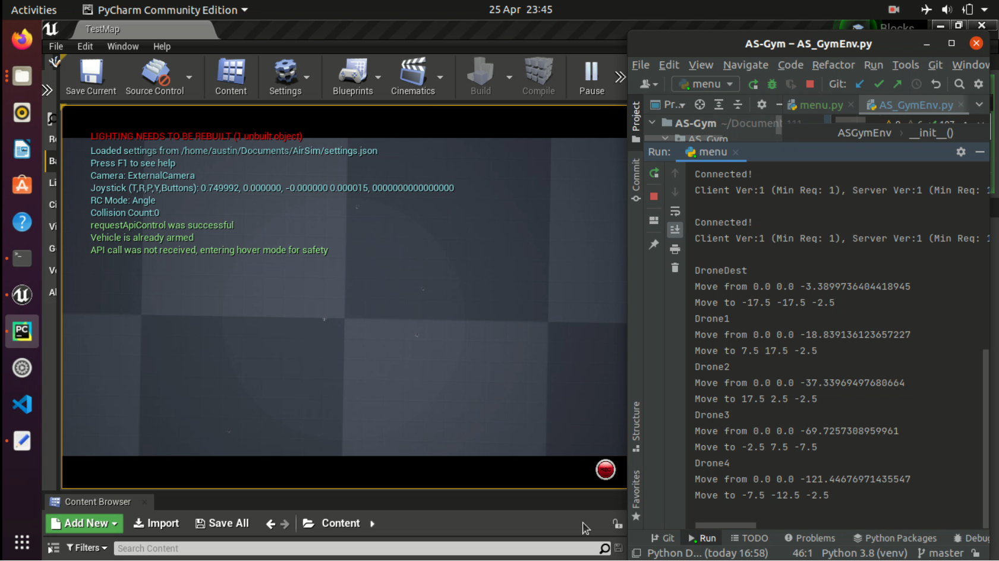 Activities
PyCharm Community Edition
25 Apr 23:45
TestMap
Blocks
File Edit Window Help
Save Current
Source Control
Content
Settings
Blueprints
Cinematics
Build
Compile
Pause
LIGHTING NEEDS TO BE REBUILT (1 unbuilt object)
Loaded settings from /home/austin/Documents/AirSim/settings.json
Press F1 to see help
Camera: ExternalCamera
Joystick (T,R,P,Y,Buttons): 0.749992, 0.000000, -0.000000 0.000015, 0000000000000000
RC Mode: Angle
Collision Count:0
requestApiControl was successful
Vehicle is already armed
API call was not received, entering hover mode for safety
REC
Content Browser
Add New
Import
Save All
Content
Filters
Search Content
AS-Gym – AS_GymEnv.py
File Edit View Navigate Code Refactor Run Tools Git Windov
menu
Git:
Project
Pr...
menu.py
AS_GymEnv.py
AS-Gym ~/Document
AS_Gym
ASGymEnv
__init__()
Run:
menu
Commit
Structure
Favorites
Connected!
Client Ver:1 (Min Req: 1), Server Ver:1 (Min Req: 1
Connected!
Client Ver:1 (Min Req: 1), Server Ver:1 (Min Req: 1
DroneDest
Move from 0.0 0.0 -3.3899736404418945
Move to -17.5 -17.5 -2.5
Drone1
Move from 0.0 0.0 -18.839136123657227
Move to 7.5 17.5 -2.5
Drone2
Move from 0.0 0.0 -37.33969497680664
Move to 17.5 2.5 -2.5
Drone3
Move from 0.0 0.0 -69.7257308959961
Move to -2.5 7.5 -7.5
Drone4
Move from 0.0 0.0 -121.44676971435547
Move to -7.5 -12.5 -2.5
Git
Run
TODO
Problems
Python Packages
Debug
Python D... (today 16:58)
46:1
Python 3.8 (venv)
master